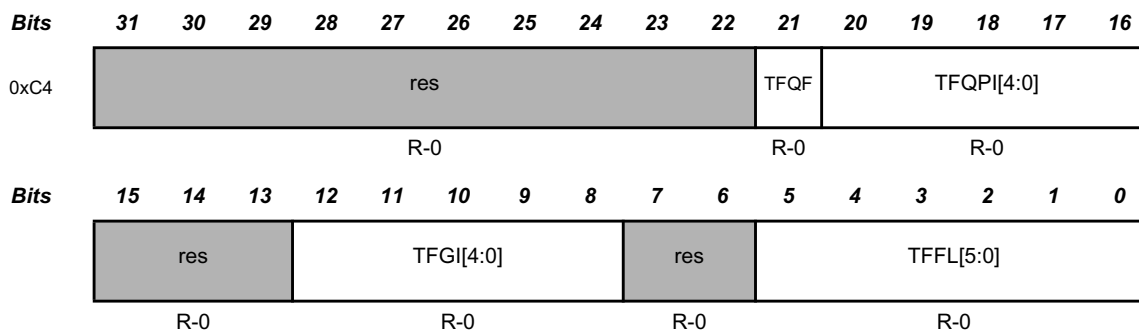 Bits 31 30 29 28 27 26 25 24 23 22 21 20 19 18 17 16
0xC4 res TFQF TFQPI[4:0]
R-0 R-0 R-0
Bits 15 14 13 12 11 10 9 8 7 6 5 4 3 2 1 0
res TFGI[4:0] res TFFL[5:0]
R-0 R-0 R-0 R-0